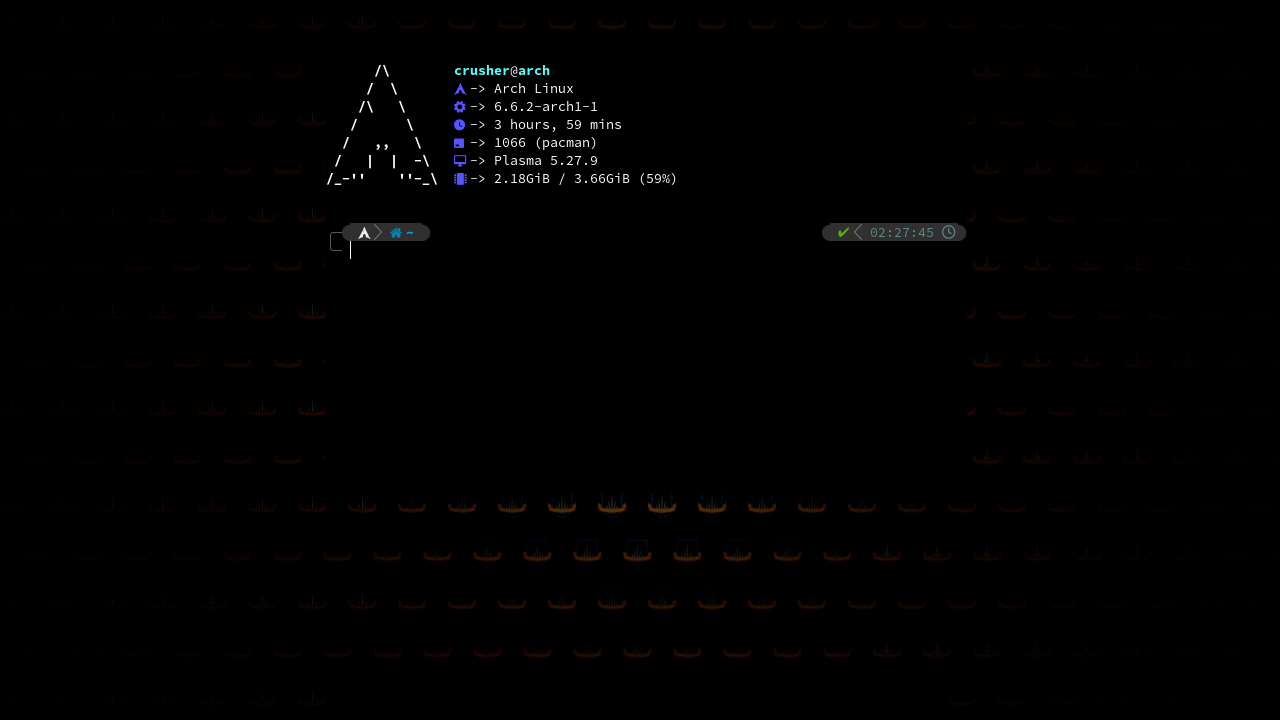 crusher@arch
-> Arch Linux
-> 6.6.2-arch1-1
-> 3 hours, 59 mins
-> 1066 (pacman)
-> Plasma 5.27.9
-> 2.18GiB / 3.66GiB (59%)
~ ✔ 02:27:45